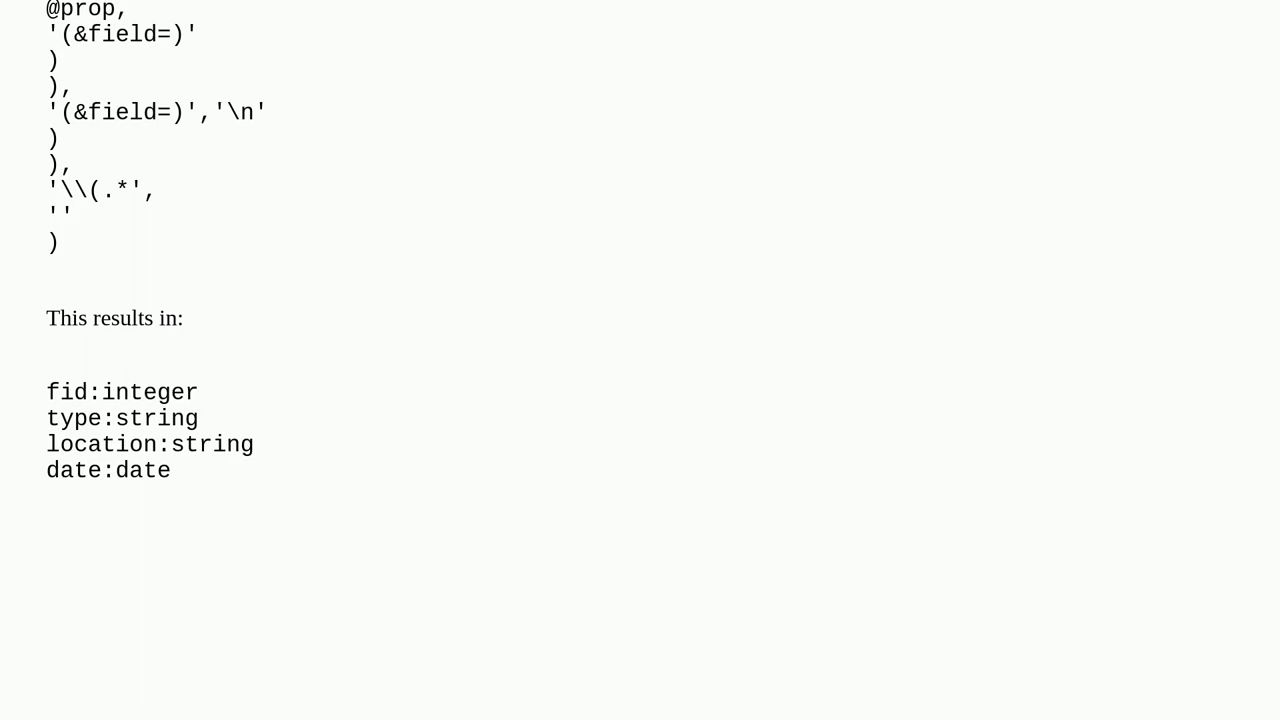 @prop,
'(&field=)'
)
),
'(&field=)','\n'
)
),
'\\(.*',
''
)
This results in:
fid:integer
type:string
location:string
date:date